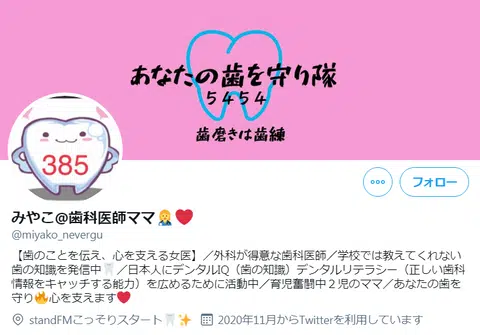 あなたの歯を守り隊
5454
歯磨きは歯練
385
フォロー
みやこ@歯科医師ママ👩‍⚕️❤️
@miyako_nevergu
【歯のことを伝え、心を支える女医】／外科が得意な歯科医師／学校では教えてくれない
歯の知識を発信中🦷／日本人にデンタルIQ（歯の知識）デンタルリテラシー（正しい歯科
情報をキャッチする能力）を広めるために活動中／育児奮闘中２児のママ／あなたの歯を
守り🔥心を支えます❤️
standFMこっそりスタート🦷✨ 2020年11月からTwitterを利用しています